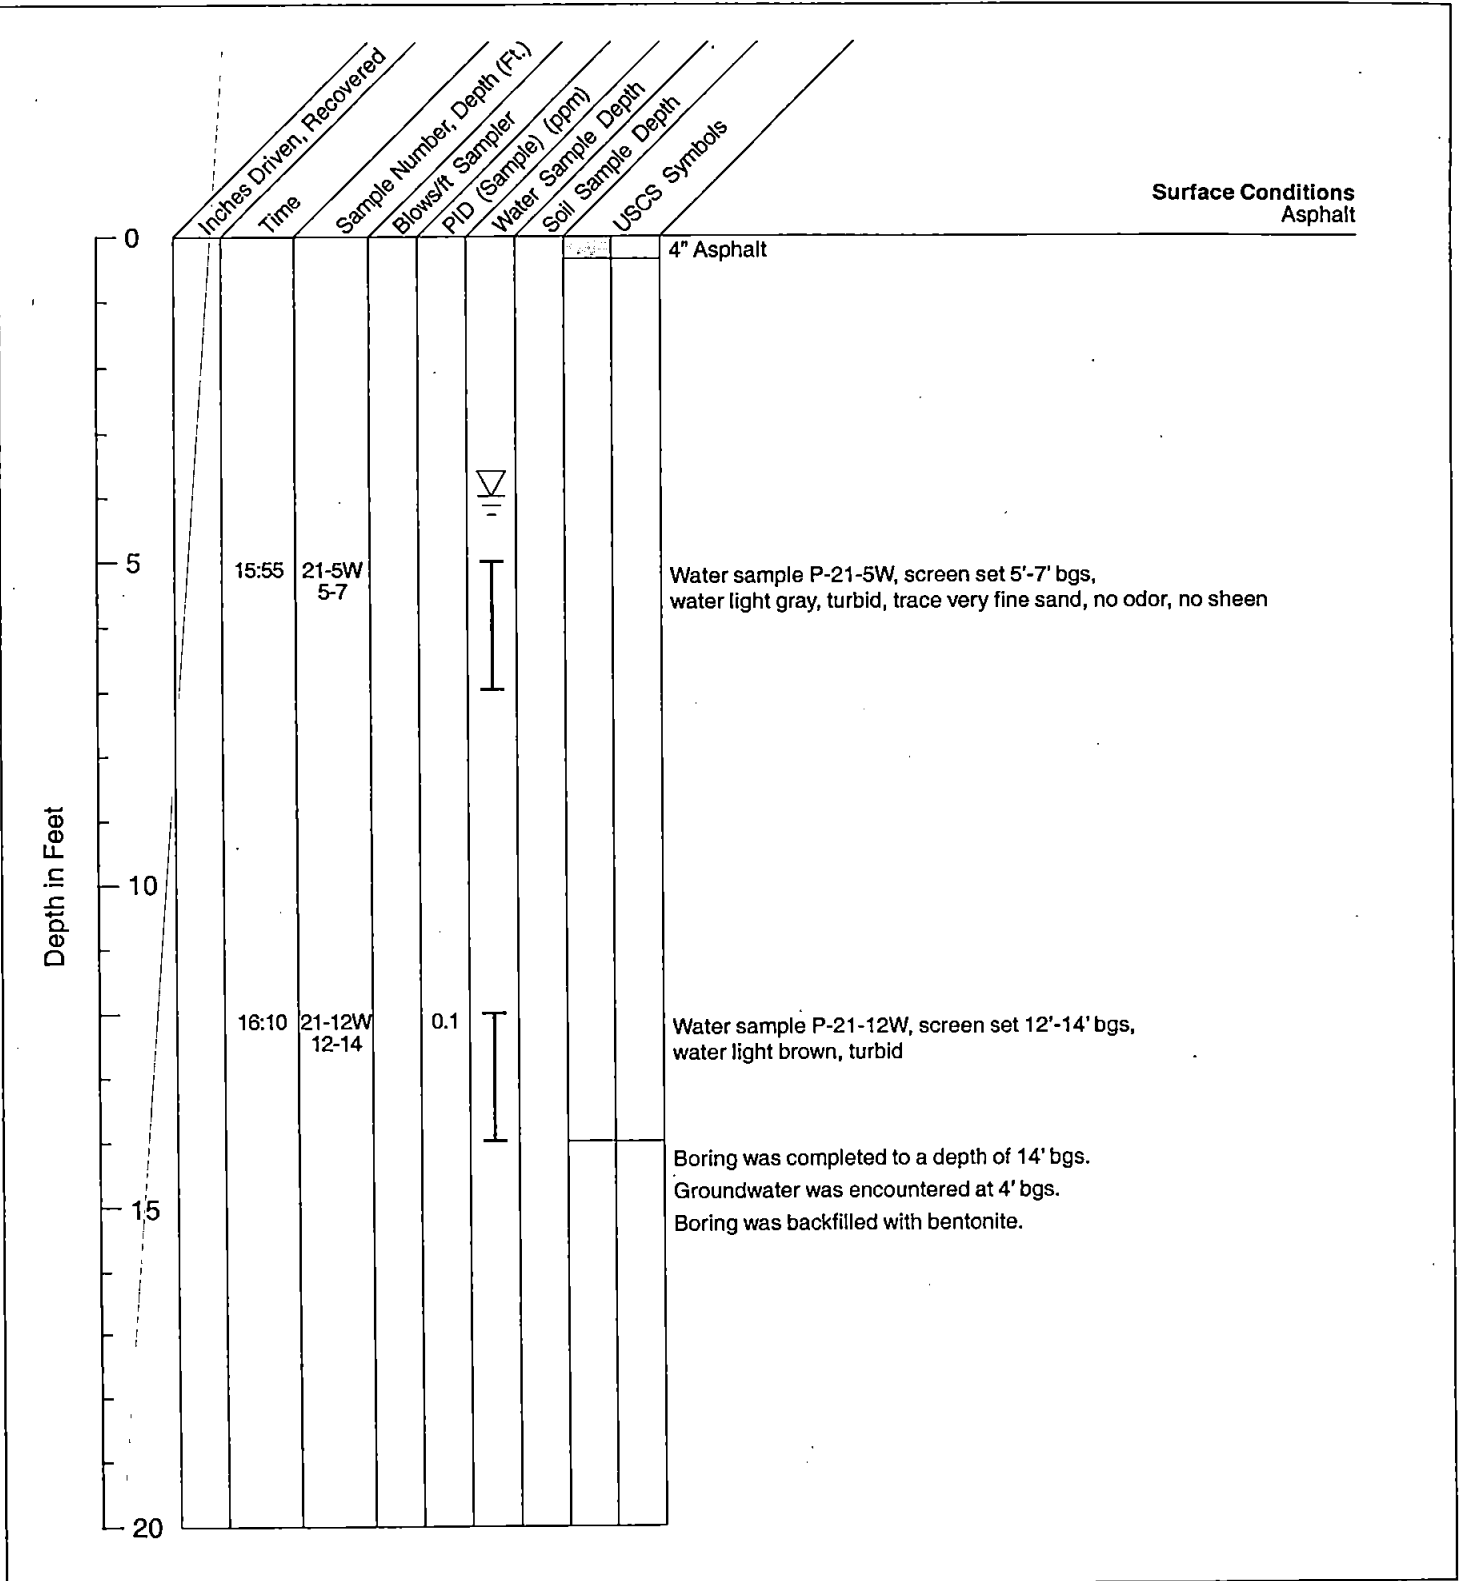 Inches Driven, Recovered
Time
Sample Number, Depth (Ft.)
Blows/ft Sampler
PID (Sample) (ppm)
Water Sample Depth
Soil Sample Depth
USCS Symbols
Surface Conditions
Asphalt
0
4" Asphalt
5
15:55
21-5W
5-7
Water sample P-21-5W, screen set 5'-7' bgs,
water light gray, turbid, trace very fine sand, no odor, no sheen
Depth in Feet
10
16:10
21-12W
12-14
0.1
Water sample P-21-12W, screen set 12'-14' bgs,
water light brown, turbid
Boring was completed to a depth of 14' bgs.
Groundwater was encountered at 4' bgs.
15
Boring was backfilled with bentonite.
20